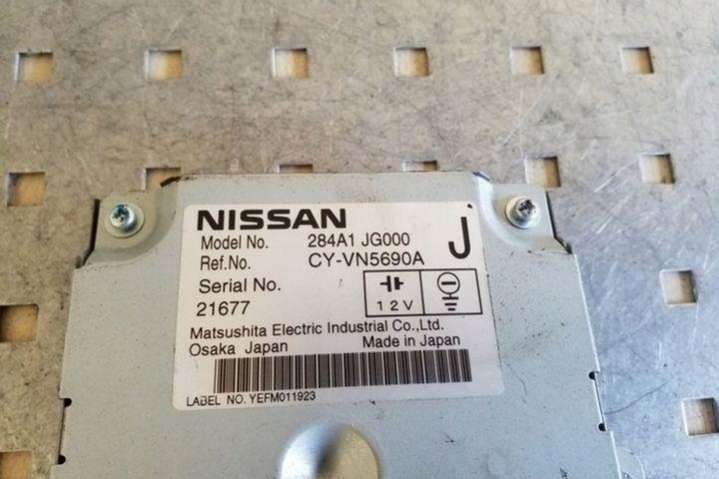 NISSAN
J
Model No. 284A1 JG000
Ref.No. CY-VN5690A
Serial No.
21677
12V
Matsushita Electric Industrial Co.,Ltd.
Osaka Japan Made in Japan
LABEL NO. YEFM011923